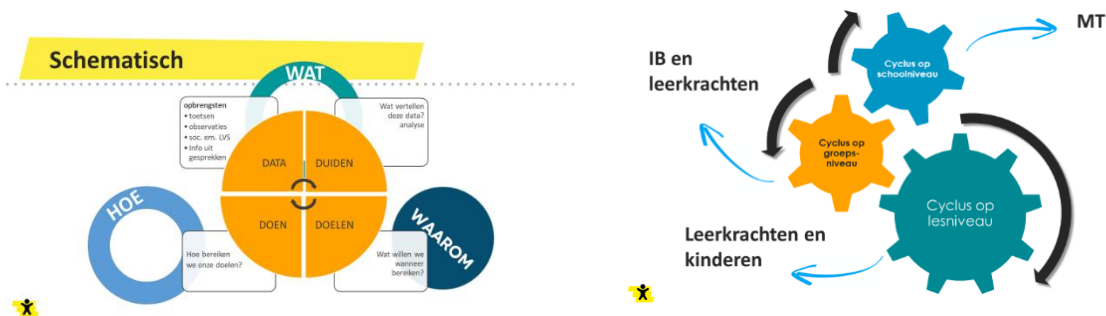 Schematisch
WAT
opbrengsten
• toetsen
• observaties
• soc. em. LVS
• Info uit
gesprekken
Wat vertellen
deze data?
analyse
DATA
DUIDEN
DOEN
DOELEN
HOE
WAAROM
Hoe bereiken
we onze doelen?
Wat willen we
wanneer
bereiken?
MT
Cyclus op
schoolniveau
IB en
leerkrachten
Cyclus op
groeps-
niveau
Cyclus op
lesniveau
Leerkrachten en
kinderen